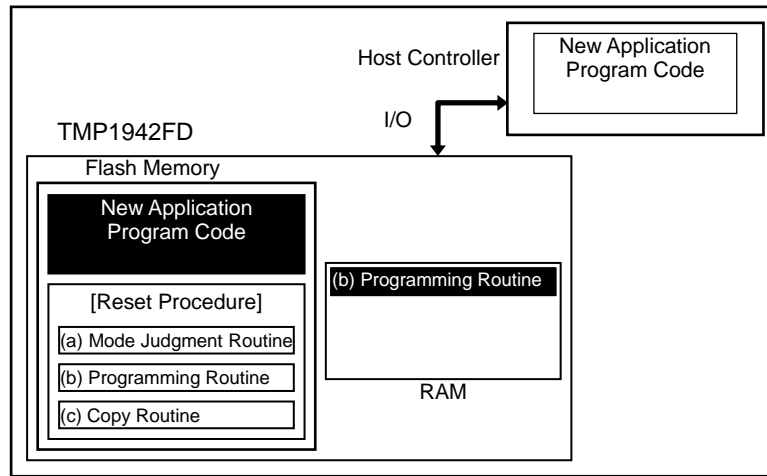 Host Controller
New Application
Program Code
I/O
TMP1942FD
Flash Memory
New Application
Program Code
[Reset Procedure]
(a) Mode Judgment Routine
(b) Programming Routine
(c) Copy Routine
(b) Programming Routine
RAM